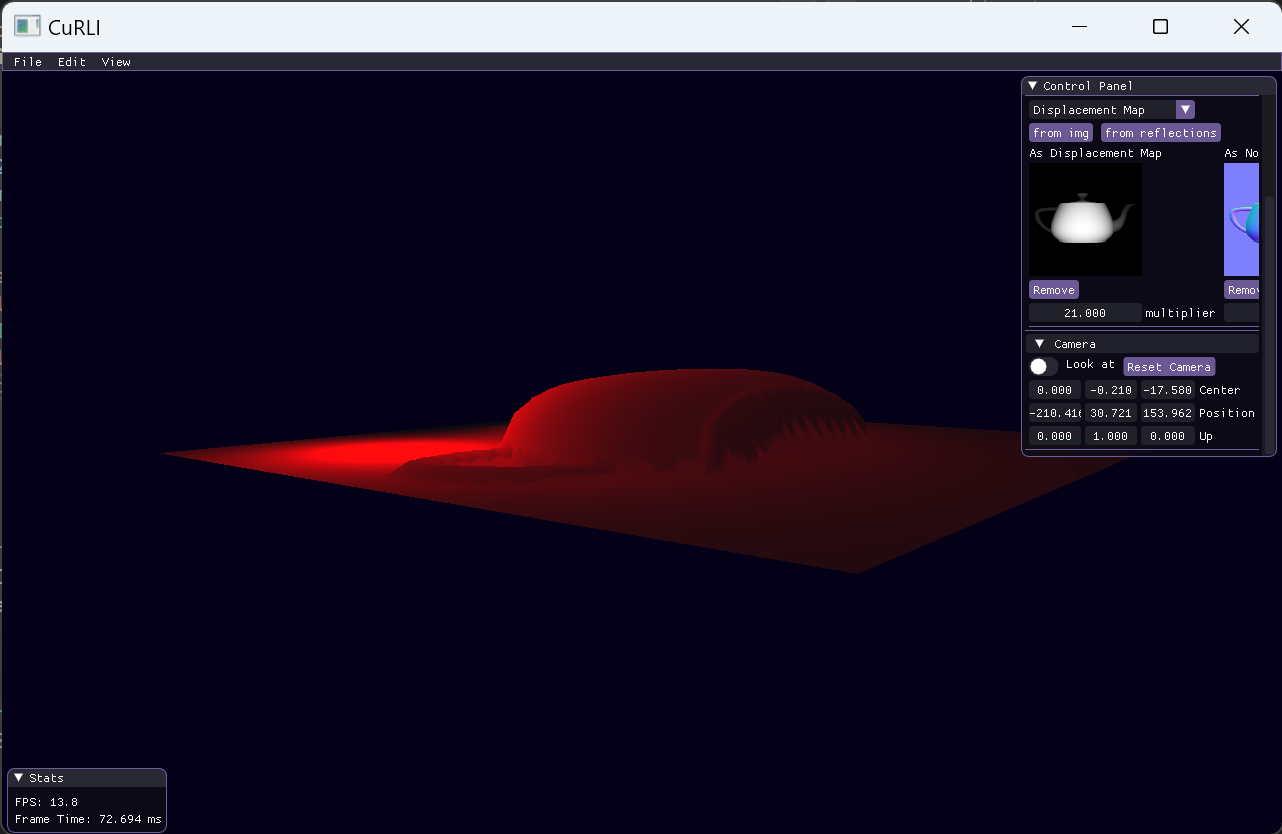 CuRLI
File Edit View
Control Panel
Displacement Map
from img from reflections
As Displacement Map As No
Remove Remov
21.000 multiplier
Camera
Look at Reset Camera
0.000 -0.210 -17.580 Center
-210.416 30.721 153.962 Position
0.000 1.000 0.000 Up
Stats
FPS: 13.8
Frame Time: 72.694 ms